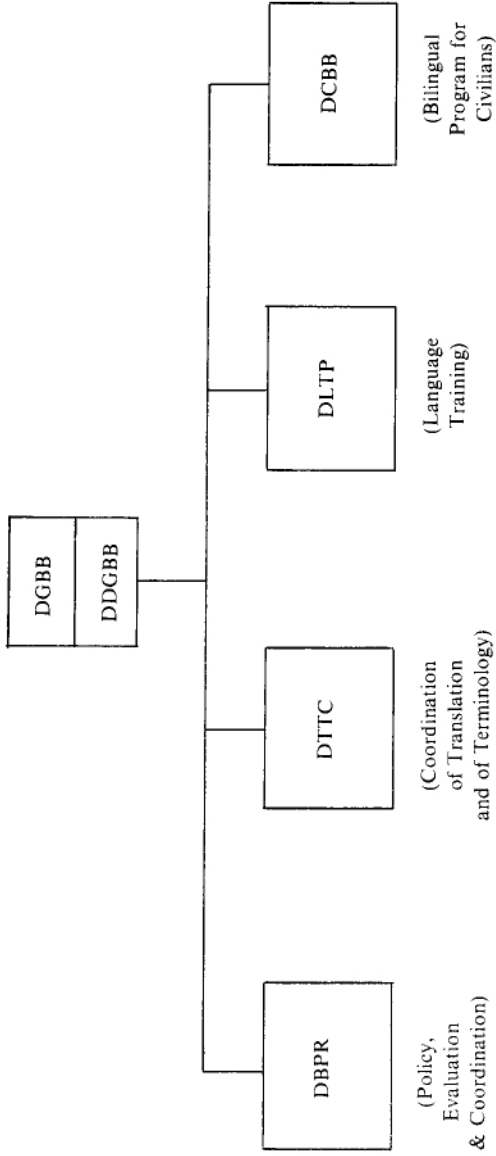 DGBB
DDGBB
DBPR
(Policy,
Evaluation
& Coordination)
DTTC
(Coordination
of Translation
and of Terminology)
DLTP
(Language
Training)
DCBB
(Bilingual
Program for
Civilians)